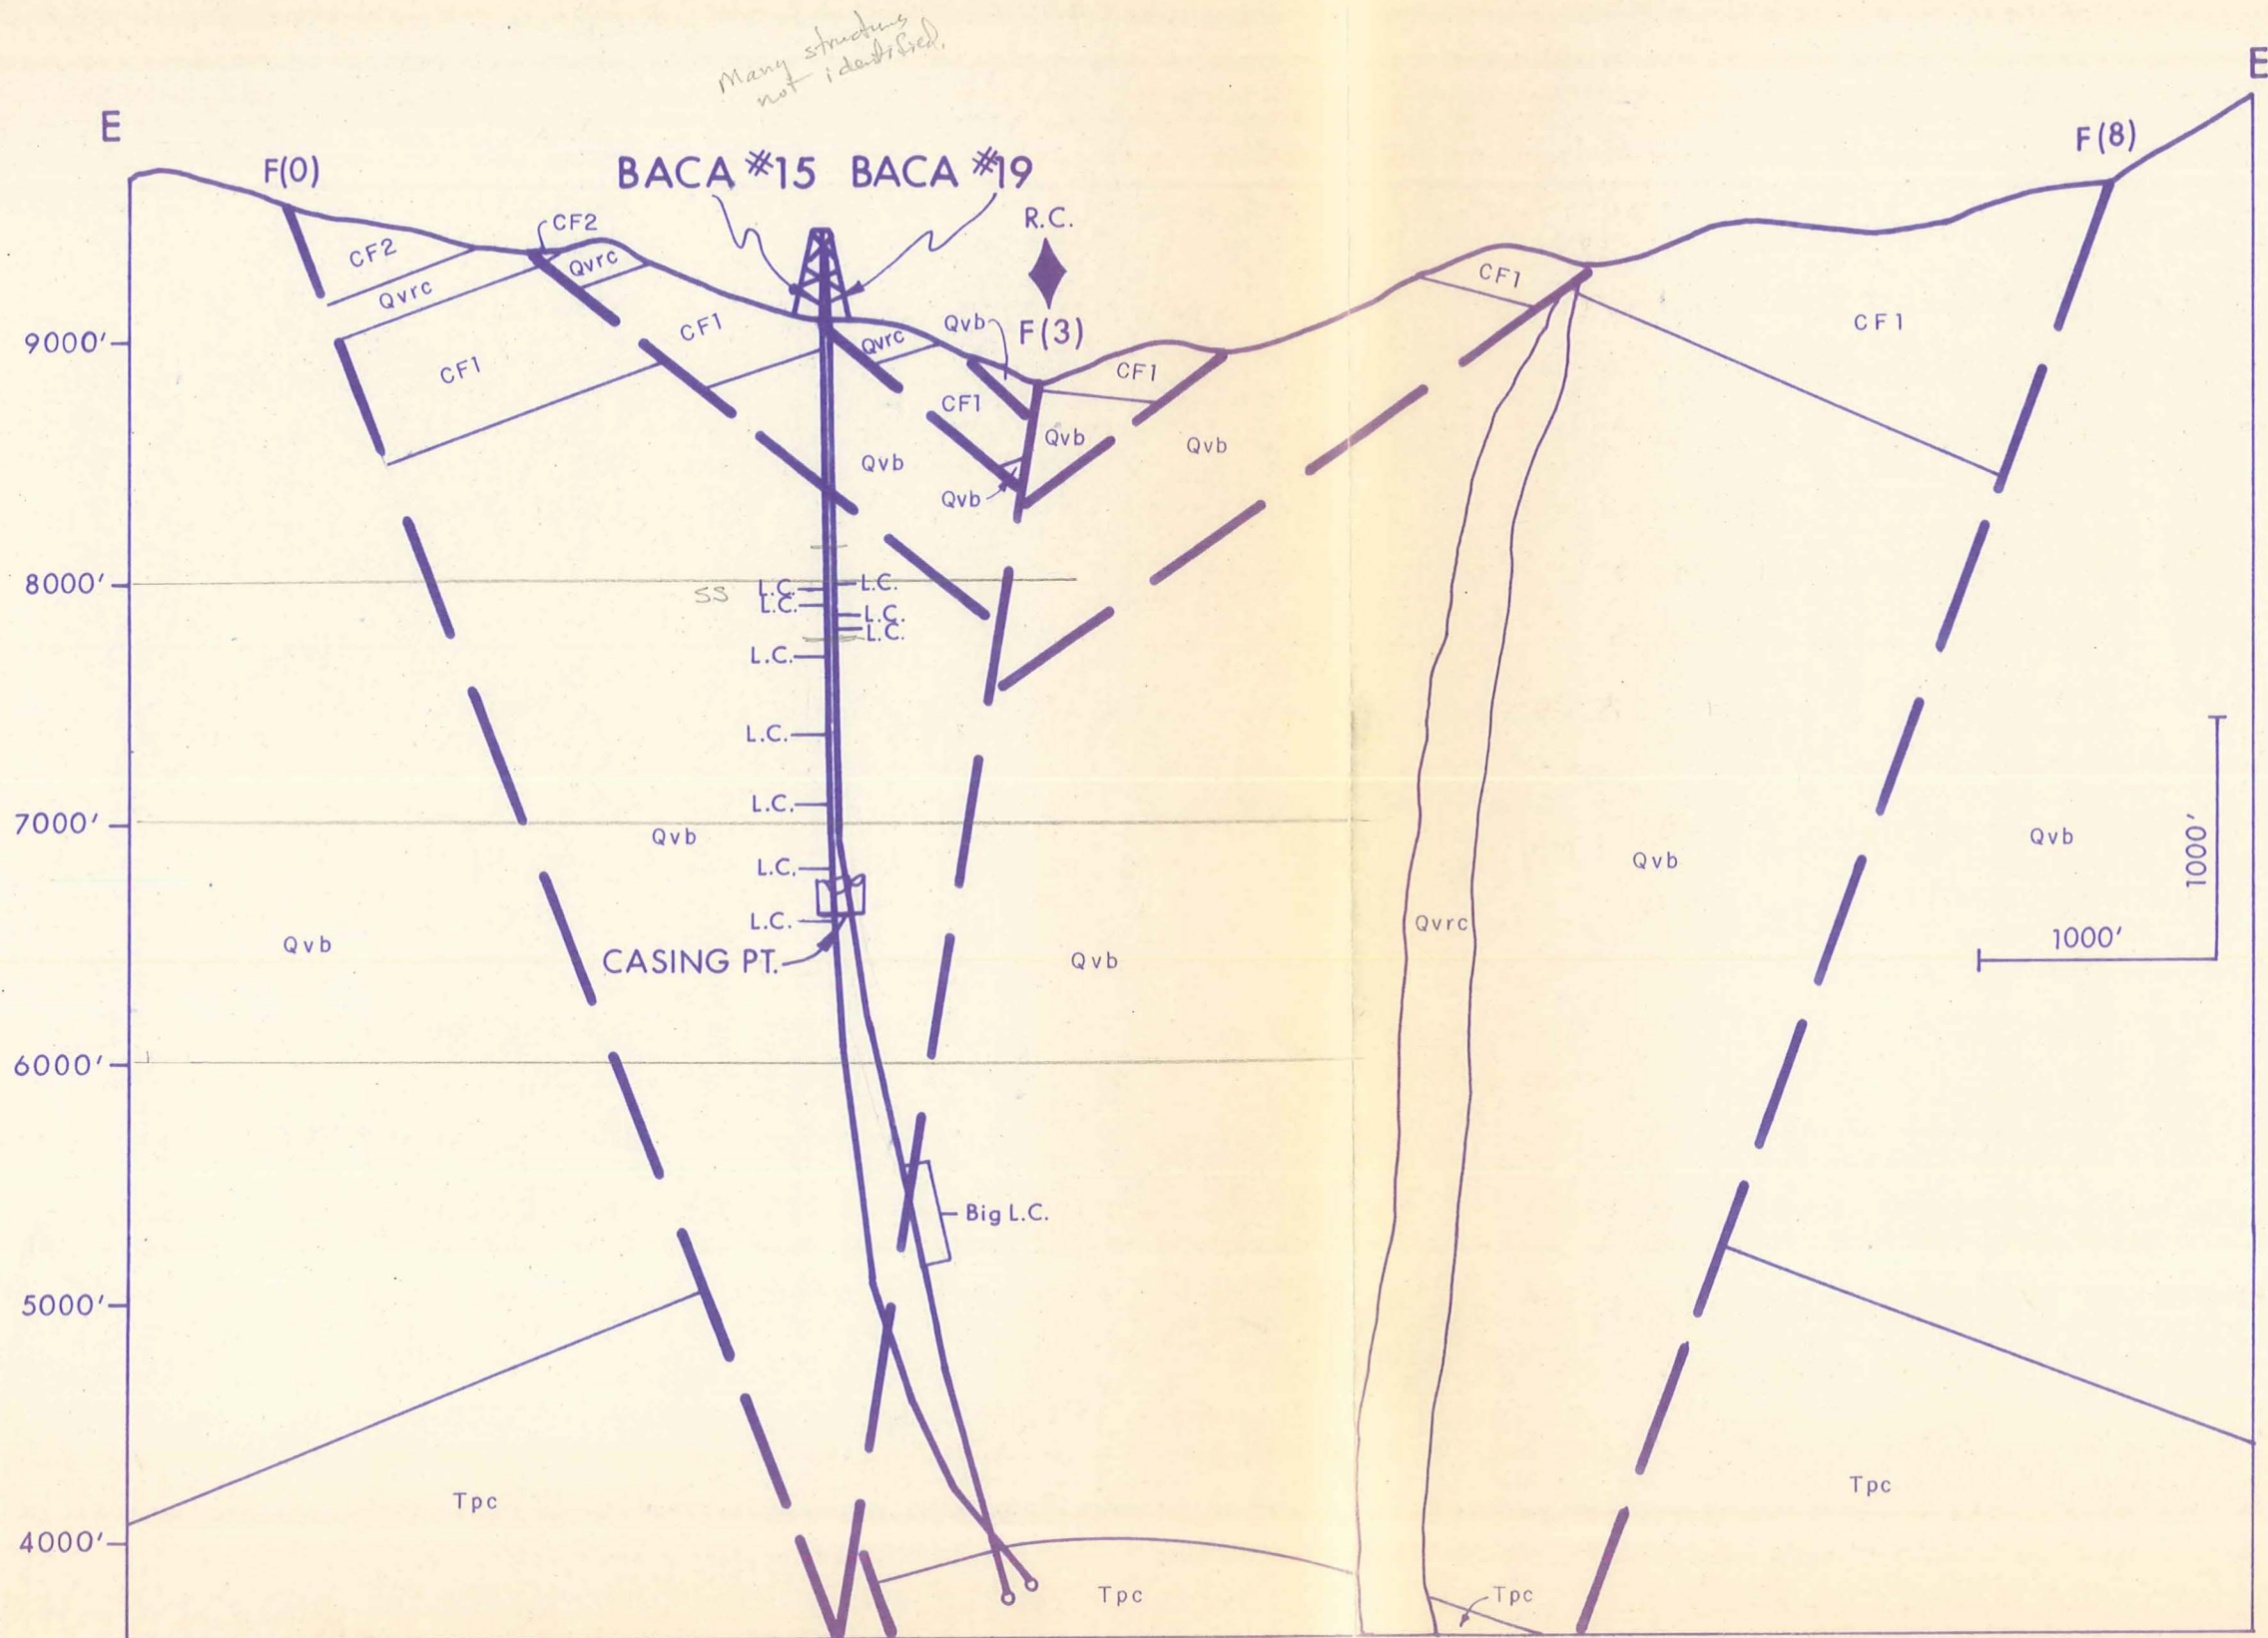 Many structures
not identified.
E
E
F(0)
BACA #15
BACA #19
R.C.
F(3)
F(8)
CF2
CF2
Qvrc
Qvrc
CF1
CF1
Qvrc
Qvb
CF1
CF1
CF1
CF1
9000'
Qvb
Qvb
Qvb
Qvb
8000'
SS
L.C.
L.C.
L.C.
L.C.
L.C.
L.C.
L.C.
L.C.
L.C.
L.C.
7000'
Qvb
Qvb
Qvb
1000'
1000'
Qvrc
Qvb
CASING PT.
Qvb
6000'
Big L.C.
5000'
Tpc
Tpc
4000'
Tpc
Tpc